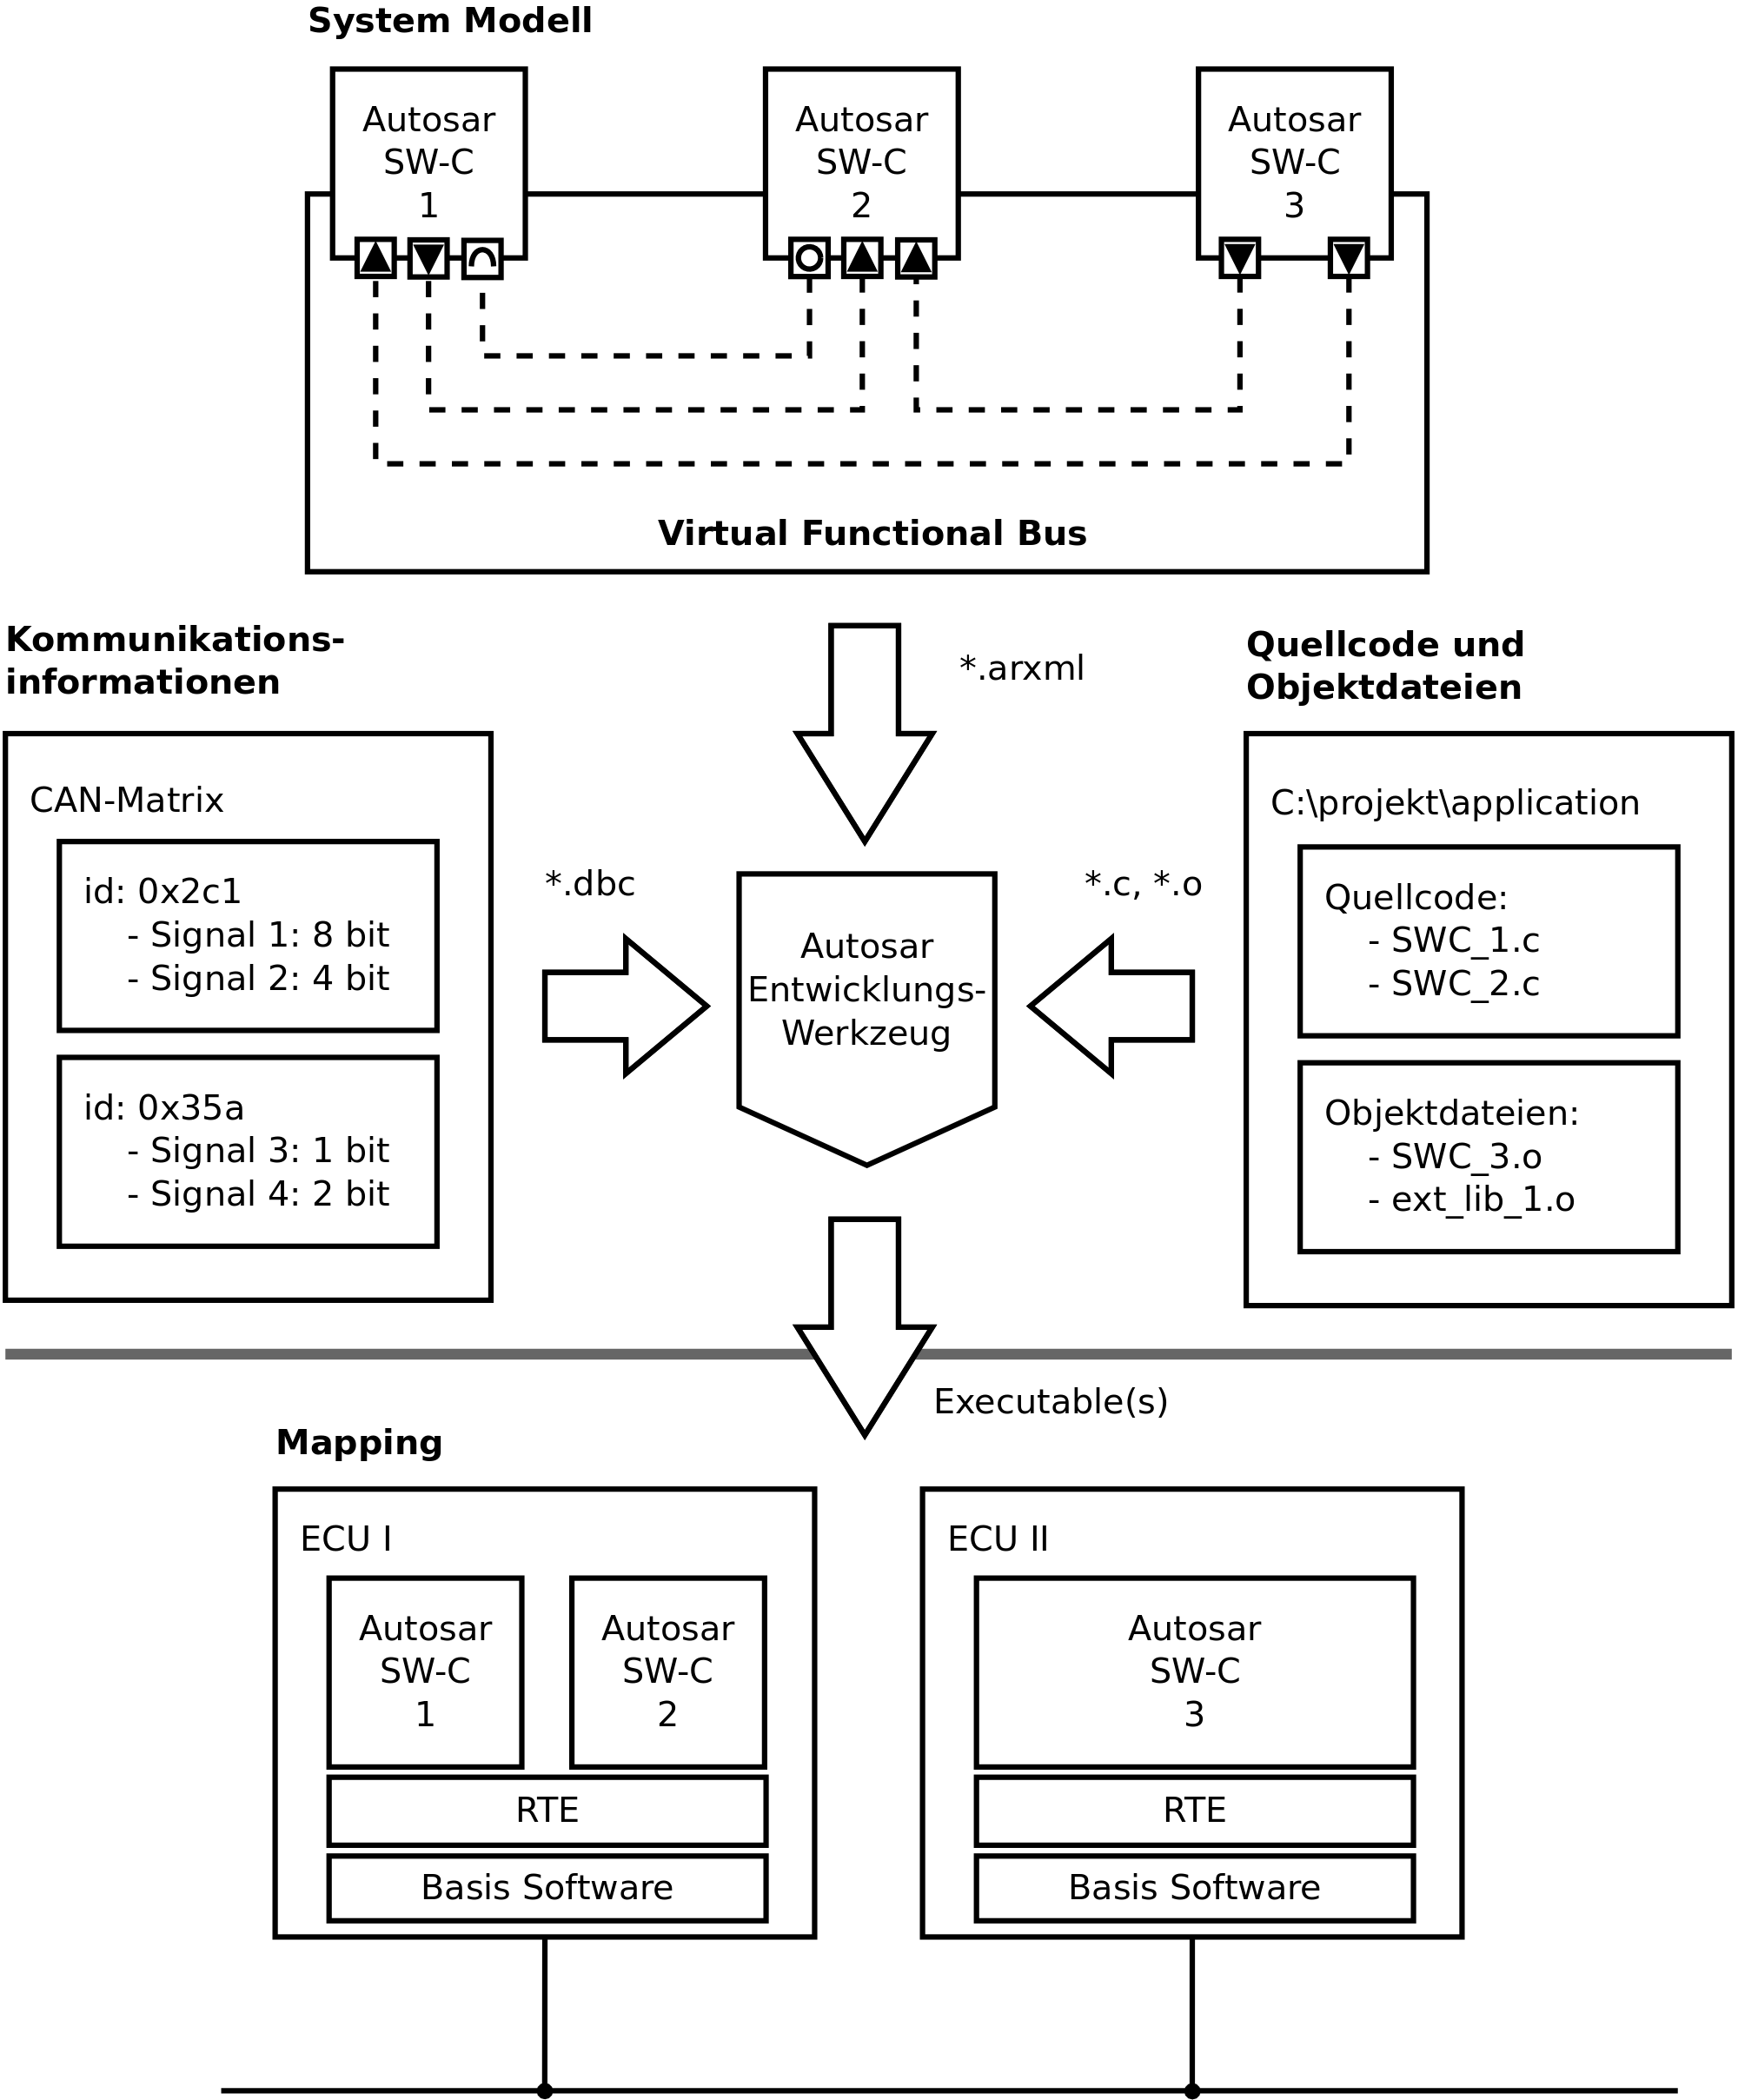 System Modell
Autosar
SW-C
1
Autosar
SW-C
2
Autosar
SW-C
3
Virtual Functional Bus
Kommunikations-
informationen
*.arxml
Quellcode und
Objektdateien
CAN-Matrix
id: 0x2c1
- Signal 1: 8 bit
- Signal 2: 4 bit
id: 0x35a
- Signal 3: 1 bit
- Signal 4: 2 bit
*.dbc
Autosar
Entwicklungs-
Werkzeug
*.c, *.o
C:\projekt\application
Quellcode:
- SWC_1.c
- SWC_2.c
Objektdateien:
- SWC_3.o
- ext_lib_1.o
Executable(s)
Mapping
ECU I
Autosar
SW-C
1
Autosar
SW-C
2
RTE
Basis Software
ECU II
Autosar
SW-C
3
RTE
Basis Software